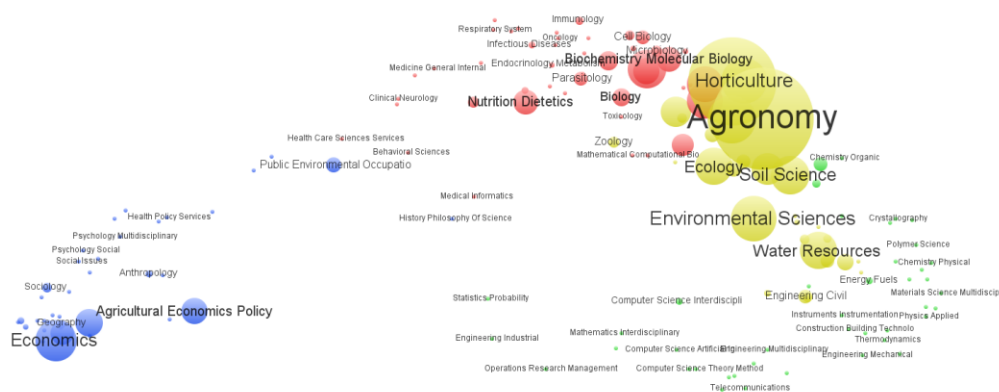 Immunology
Respiratory System
Oncology
Cell Biology
Infectious Diseases
Microbiology
Biochemistry Molecular Biology
Endocrinology Metabolism
Medicine General Internal
Parasitology
Horticulture
Clinical Neurology
Nutrition Dietetics
Biology
Toxicology
Agronomy
Health Care Sciences Services
Zoology
Behavioral Sciences
Mathematical Computational Bio
Chemistry Organic
Public Environmental Occupatio
Ecology
Soil Science
Medical Informatics
Health Policy Services
History Philosophy Of Science
Environmental Sciences
Crystallography
Psychology Multidisciplinary
Psychology Social
Social Issues
Water Resources
Polymer Science
Chemistry Physical
Anthropology
Sociology
Energy Fuels
Statistics Probability
Computer Science Interdiscipli
Engineering Civil
Materials Science Multidiscip
Agricultural Economics Policy
Geography
Instruments Instrumentation
Physics Applied
Economics
Engineering Industrial
Mathematics Interdisciplinary
Construction Building Technolo
Thermodynamics
Computer Science Artificial
Engineering Multidisciplinary
Engineering Mechanical
Operations Research Management
Computer Science Theory Method
Telecommunications